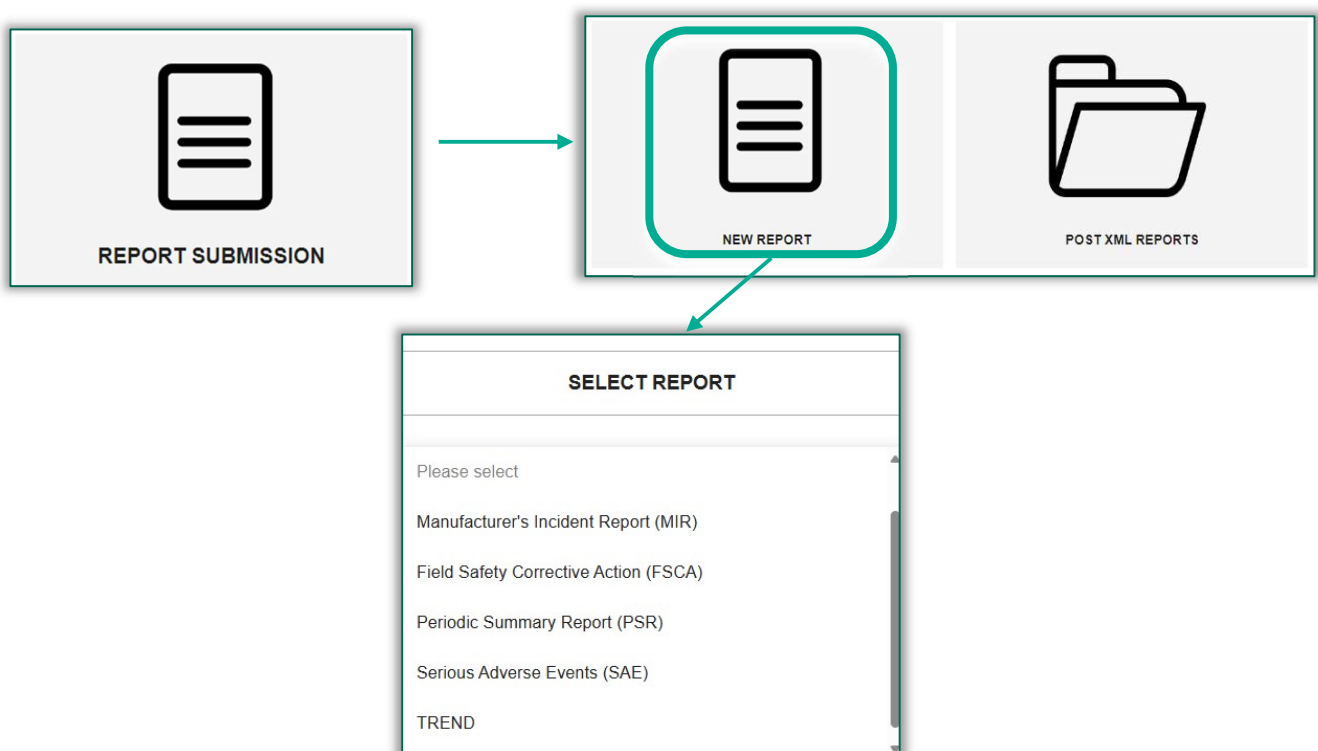 REPORT SUBMISSION
NEW REPORT
POST XML REPORTS
SELECT REPORT
Please select
Manufacturer's Incident Report (MIR)
Field Safety Corrective Action (FSCA)
Periodic Summary Report (PSR)
Serious Adverse Events (SAE)
TREND